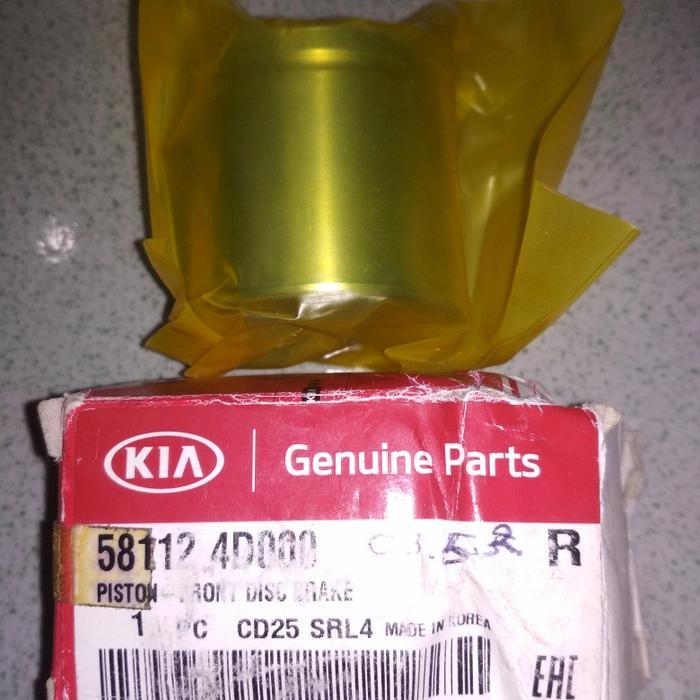 KIA Genuine Parts
58112 4D000 R
PISTON-FRONT DISC BRAKE
1 PC CD25 SRL4 MADE IN KOREA
EAC